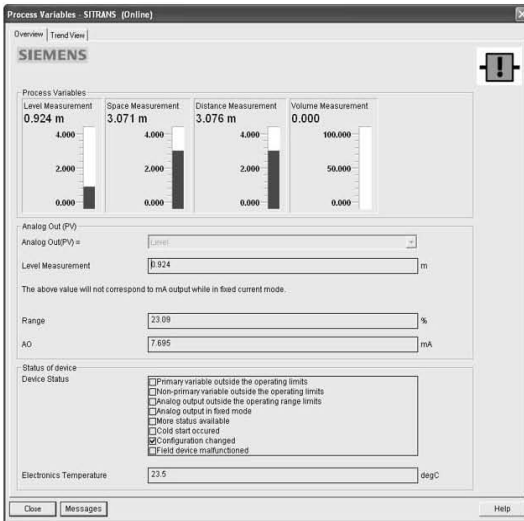 Process Variables - SITRANS (Online)
Overview Trend View
SIEMENS
Process Variables
Level Measurement Space Measurement Distance Measurement Volume Measurement
0.924 m 3.071 m 3.076 m 0.000
4.000 4.000 4.000 100.000
2.000 2.000 2.000 50.000
0.000 0.000 0.000 0.000
Analog Out (PV)
Analog Out(PV) = Level
Level Measurement 0.924 m
The above value will not correspond to mA output while in fixed current mode.
Range 23.09 %
AO 7.695 mA
Status of device
Device Status
Primary variable outside the operating limits
Non-primary variable outside the operating limits
Analog output outside the operating range limits
Analog output in fixed mode
More status available
Cold start occured
Configuration changed
Field device malfunctioned
Electronics Temperature 23.5 degC
Close Messages Help